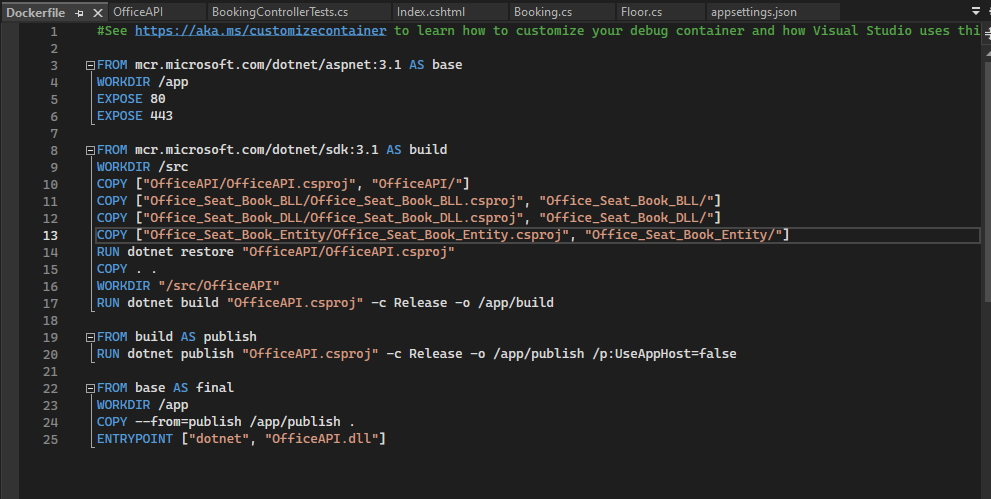 Dockerfile OfficeAPI BookingControllerTests.cs Index.cshtml Booking.cs Floor.cs appsettings.json
1 #See https://aka.ms/customizecontainer to learn how to customize your debug container and how Visual Studio uses thi
2
3 FROM mcr.microsoft.com/dotnet/aspnet:3.1 AS base
4 WORKDIR /app
5 EXPOSE 80
6 EXPOSE 443
7
8 FROM mcr.microsoft.com/dotnet/sdk:3.1 AS build
9 WORKDIR /src
10 COPY ["OfficeAPI/OfficeAPI.csproj", "OfficeAPI/"]
11 COPY ["Office_Seat_Book_BLL/Office_Seat_Book_BLL.csproj", "Office_Seat_Book_BLL/"]
12 COPY ["Office_Seat_Book_DLL/Office_Seat_Book_DLL.csproj", "Office_Seat_Book_DLL/"]
13 COPY ["Office_Seat_Book_Entity/Office_Seat_Book_Entity.csproj", "Office_Seat_Book_Entity/"]
14 RUN dotnet restore "OfficeAPI/OfficeAPI.csproj"
15 COPY . .
16 WORKDIR "/src/OfficeAPI"
17 RUN dotnet build "OfficeAPI.csproj" -c Release -o /app/build
18
19 FROM build AS publish
20 RUN dotnet publish "OfficeAPI.csproj" -c Release -o /app/publish /p:UseAppHost=false
21
22 FROM base AS final
23 WORKDIR /app
24 COPY --from=publish /app/publish .
25 ENTRYPOINT ["dotnet", "OfficeAPI.dll"]